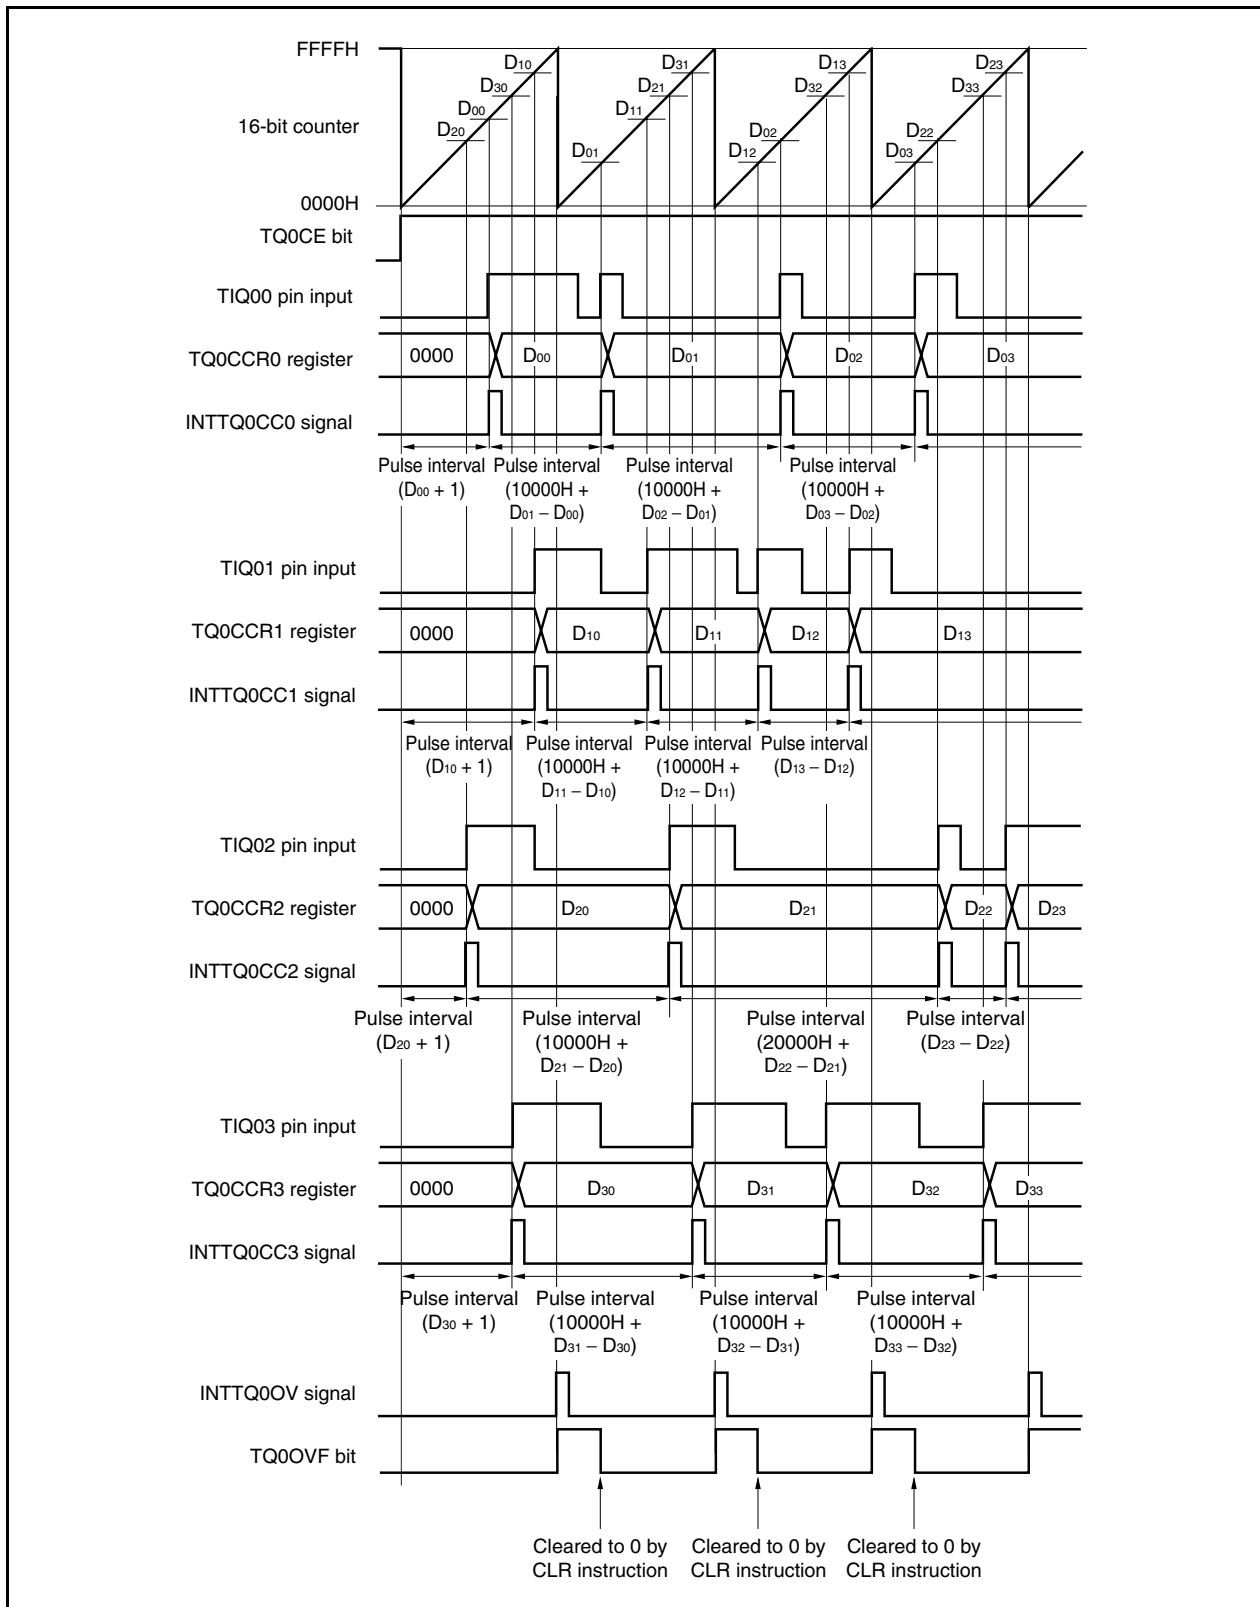 FFFFH
16-bit counter
0000H
D20
D00
D30
D10
D01
D11
D21
D31
D12
D02
D32
D13
D03
D22
D33
D23
TQ0CE bit
TIQ00 pin input
TQ0CCR0 register
0000
D00
D01
D02
D03
INTTQ0CC0 signal
Pulse interval
(D00 + 1)
Pulse interval
(10000H +
D01 – D00)
Pulse interval
(10000H +
D02 – D01)
Pulse interval
(10000H +
D03 – D02)
TIQ01 pin input
TQ0CCR1 register
0000
D10
D11
D12
D13
INTTQ0CC1 signal
Pulse interval
(D10 + 1)
Pulse interval
(10000H +
D11 – D10)
Pulse interval
(10000H +
D12 – D11)
Pulse interval
(D13 – D12)
TIQ02 pin input
TQ0CCR2 register
0000
D20
D21
D22
D23
INTTQ0CC2 signal
Pulse interval
(D20 + 1)
Pulse interval
(10000H +
D21 – D20)
Pulse interval
(20000H +
D22 – D21)
Pulse interval
(D23 – D22)
TIQ03 pin input
TQ0CCR3 register
0000
D30
D31
D32
D33
INTTQ0CC3 signal
Pulse interval
(D30 + 1)
Pulse interval
(10000H +
D31 – D30)
Pulse interval
(10000H +
D32 – D31)
Pulse interval
(10000H +
D33 – D32)
INTTQ0OV signal
TQ0OVF bit
Cleared to 0 by
CLR instruction
Cleared to 0 by
CLR instruction
Cleared to 0 by
CLR instruction